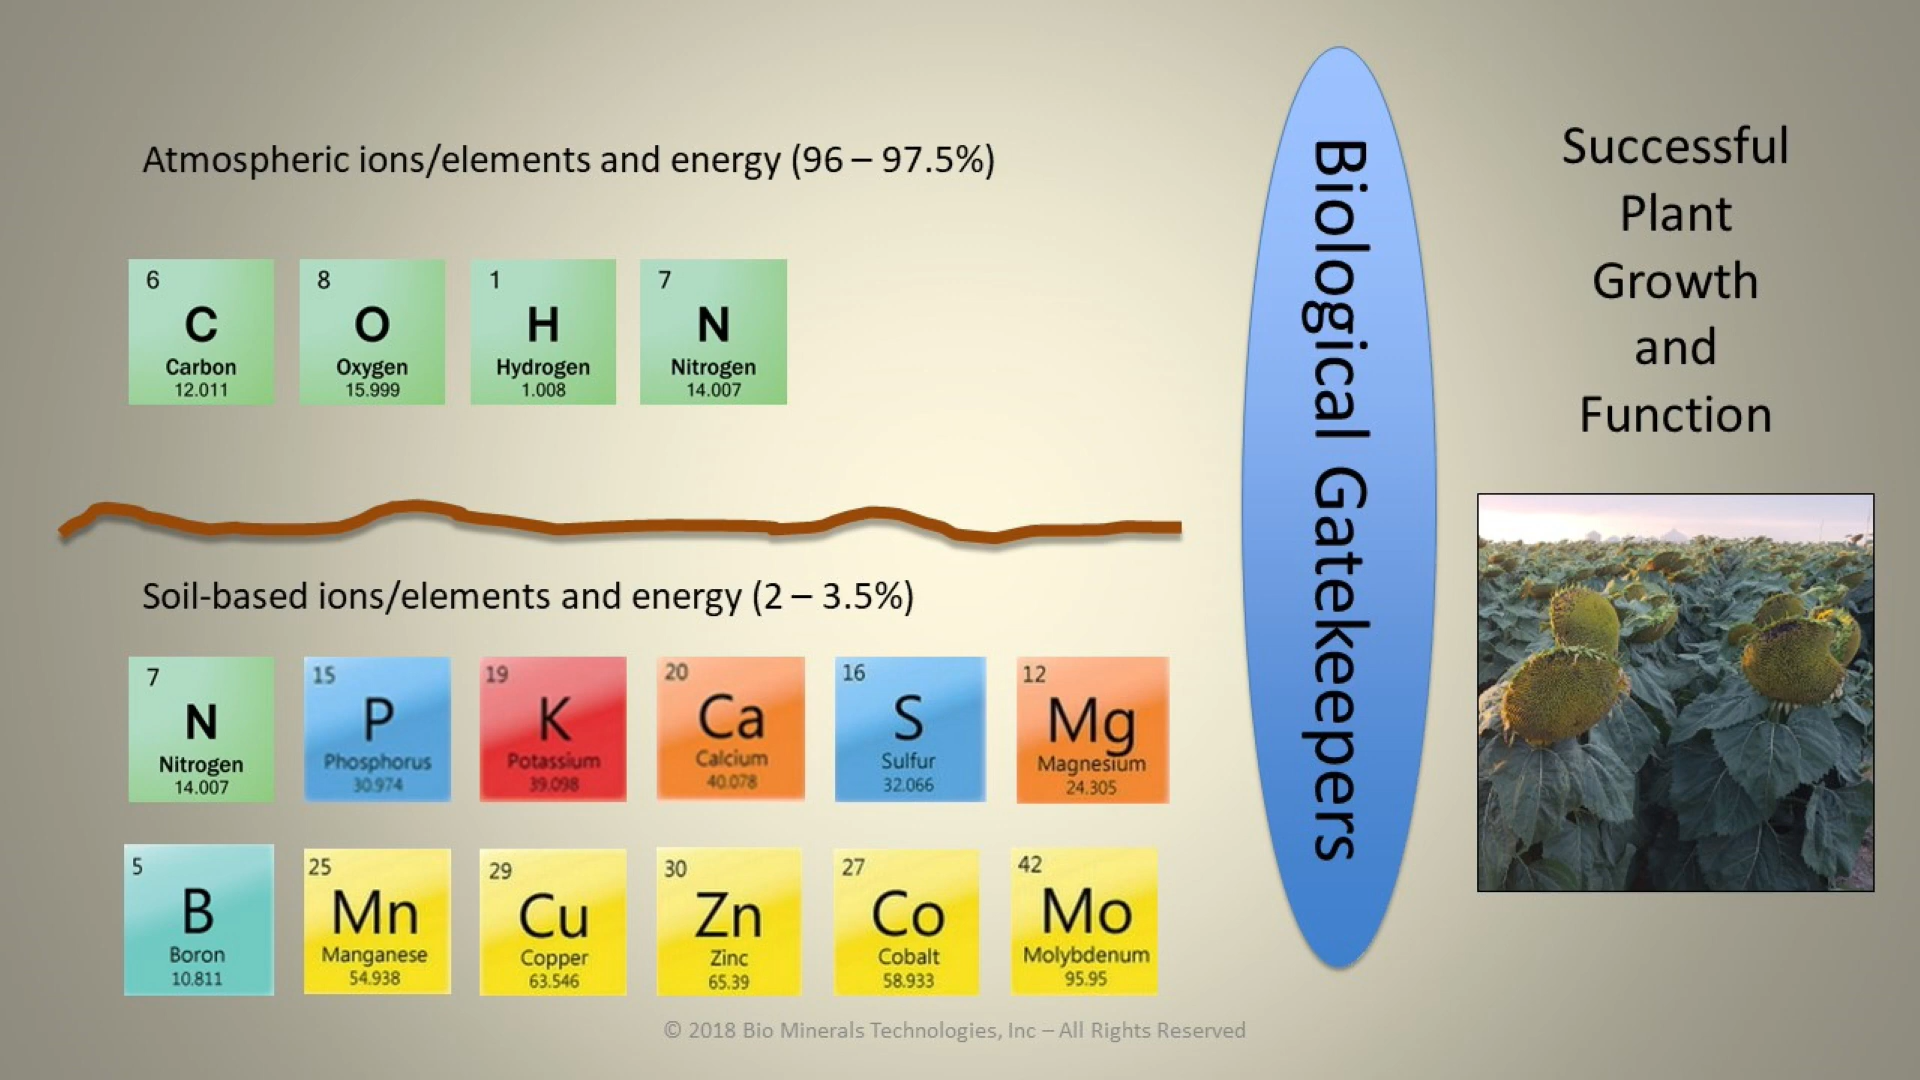 Atmospheric ions/elements and energy (96 – 97.5%)
6
C
Carbon
12.011
8
O
Oxygen
15.999
1
H
Hydrogen
1.008
7
N
Nitrogen
14.007
Soil-based ions/elements and energy (2 – 3.5%)
7
N
Nitrogen
14.007
15
P
Phosphorus
30.974
19
K
Potassium
39.098
20
Ca
Calcium
40.078
16
S
Sulfur
32.066
12
Mg
Magnesium
24.305
5
B
Boron
10.811
25
Mn
Manganese
54.938
29
Cu
Copper
63.546
30
Zn
Zinc
65.39
27
Co
Cobalt
58.933
42
Mo
Molybdenum
95.95
Biological Gatekeepers
Successful
Plant
Growth
and
Function
© 2018 Bio Minerals Technologies, Inc – All Rights Reserved